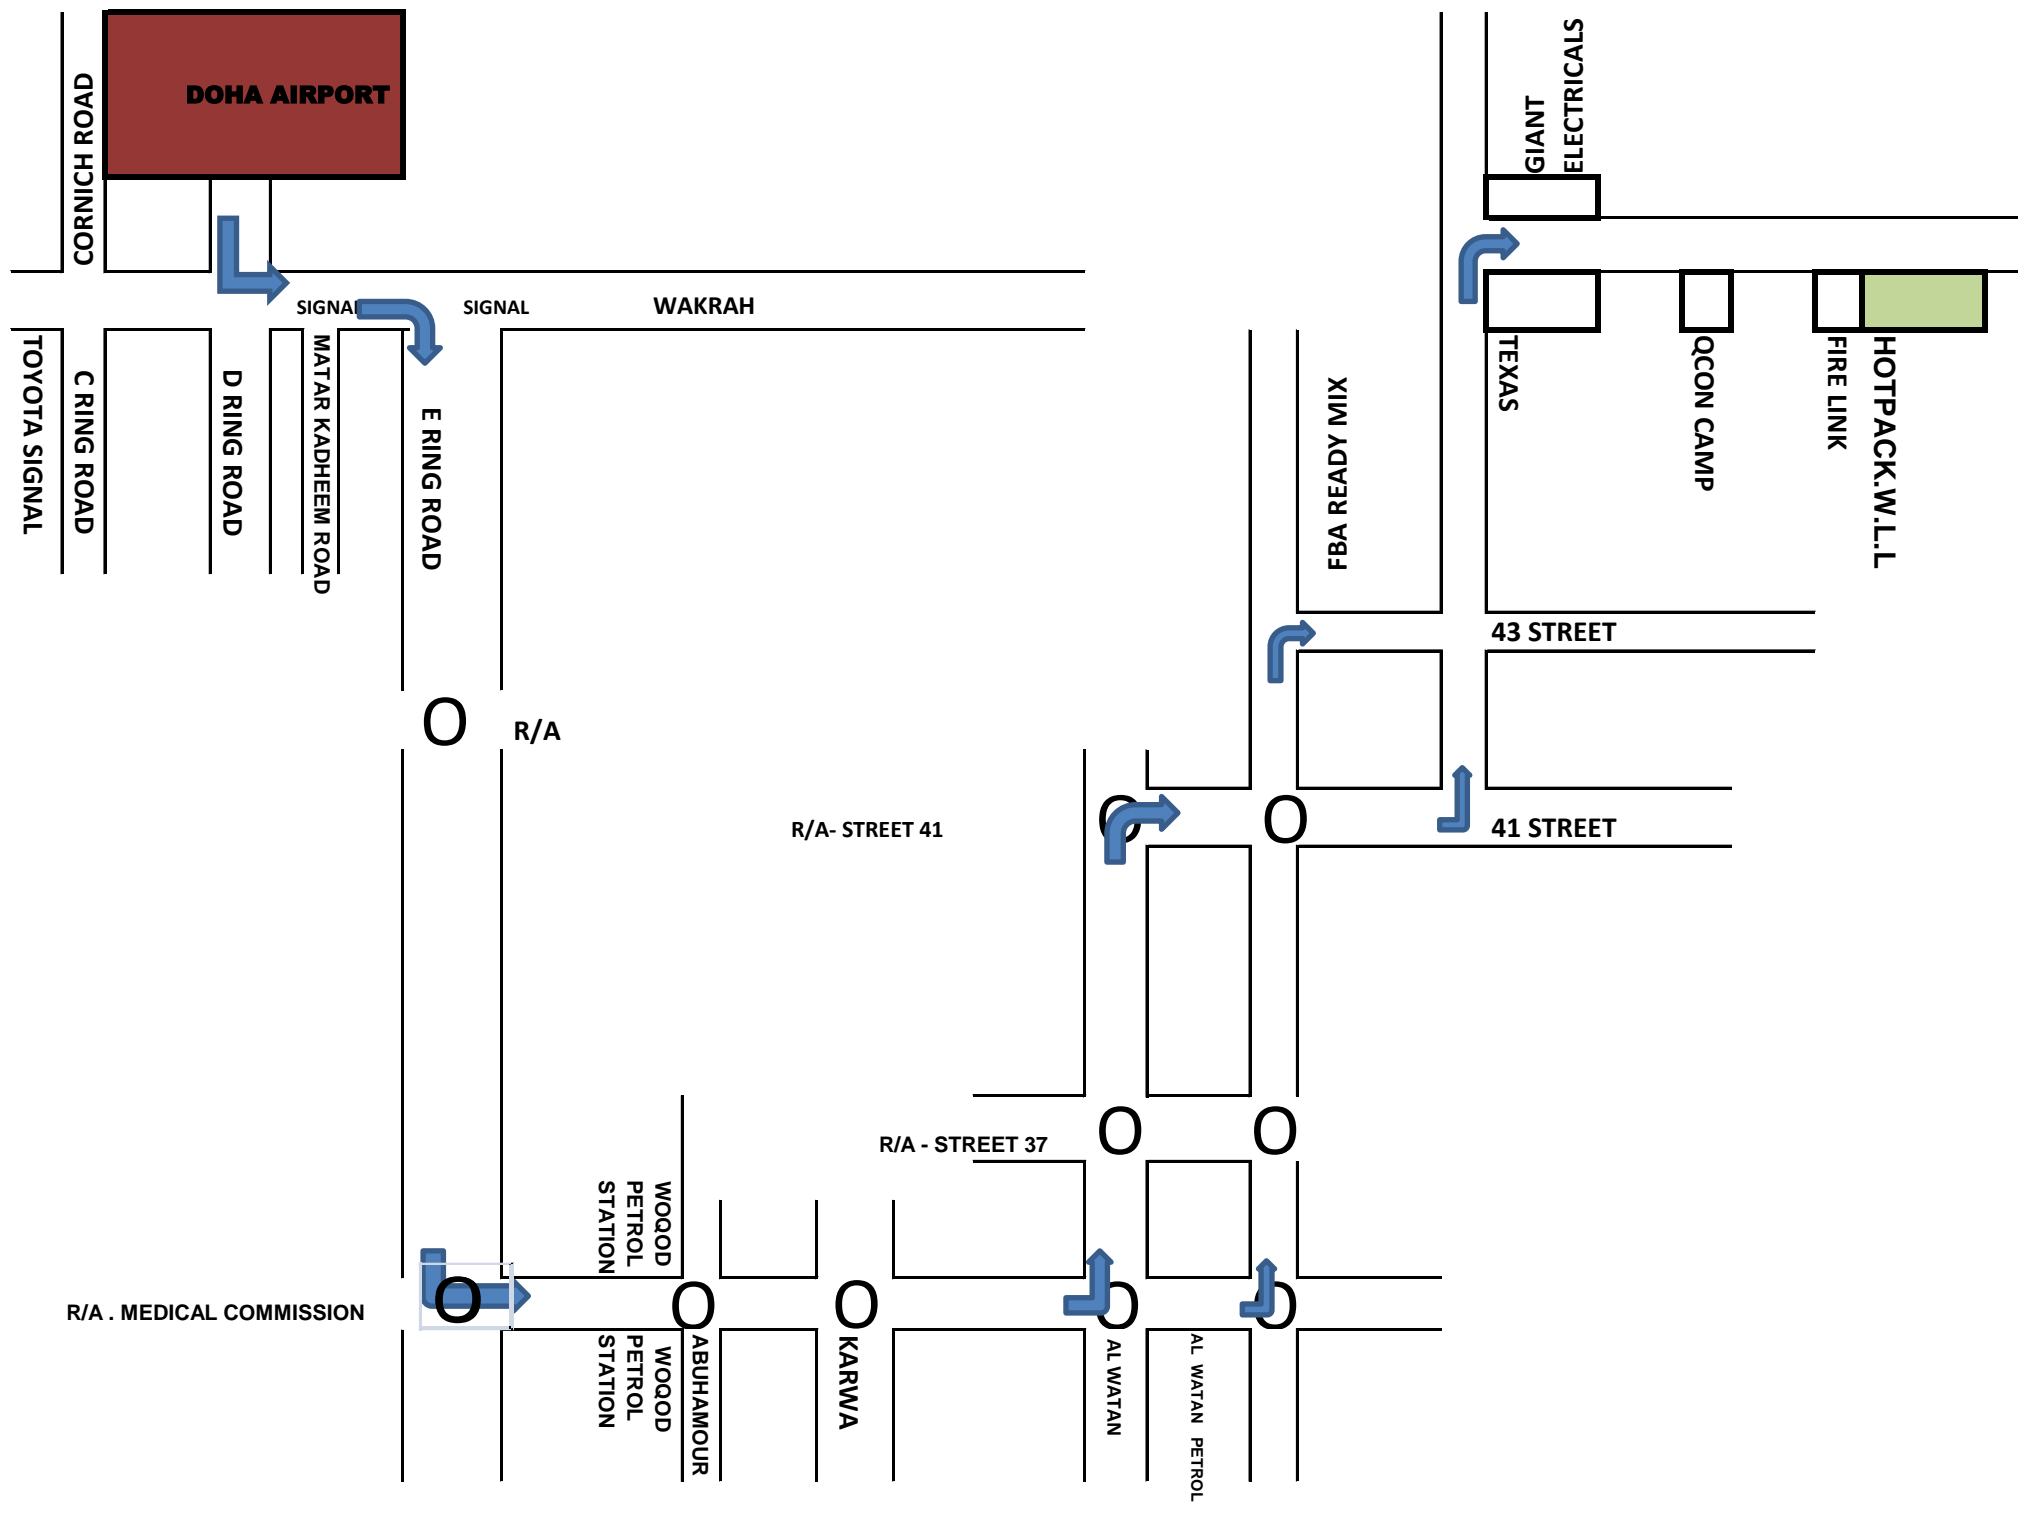 DOHA AIRPORT
CORNICH ROAD
GIANT
ELECTRICALS
SIGNAL
SIGNAL
WAKRAH
TOYOTA SIGNAL
C RING ROAD
D RING ROAD
MATAR KADHEEM ROAD
E RING ROAD
FBA READY MIX
TEXAS
QCON CAMP
FIRE LINK
HOTPACK.W.L.L
43 STREET
O
R/A
R/A- STREET 41
O
O
41 STREET
R/A - STREET 37
O
O
WOQOD
PETROL
STATION
R/A . MEDICAL COMMISSION
O
O
O
O
O
WOQOD
PETROL
STATION
ABUHAMOUR
KARWA
AL WATAN
AL WATAN PETROL